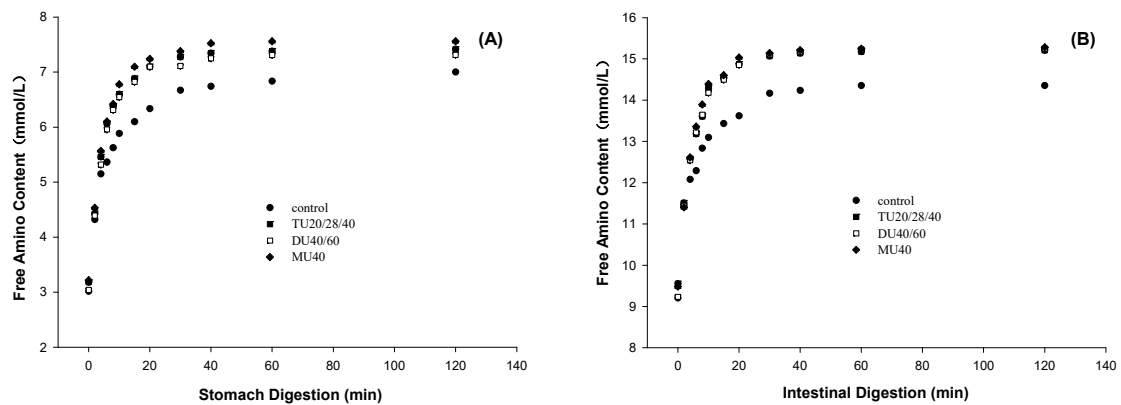 8
7
6
5
4
3
2
Free Amino Content (mmol/L)
(A)
control
TU20/28/40
DU40/60
MU40
0 20 40 60 80 100 120 140
Stomach Digestion (min)
16
15
14
13
12
11
10
9
8
Free Amino Content (mmol/L)
(B)
control
TU20/28/40
DU40/60
MU40
0 20 40 60 80 100 120 140
Intestinal Digestion (min)